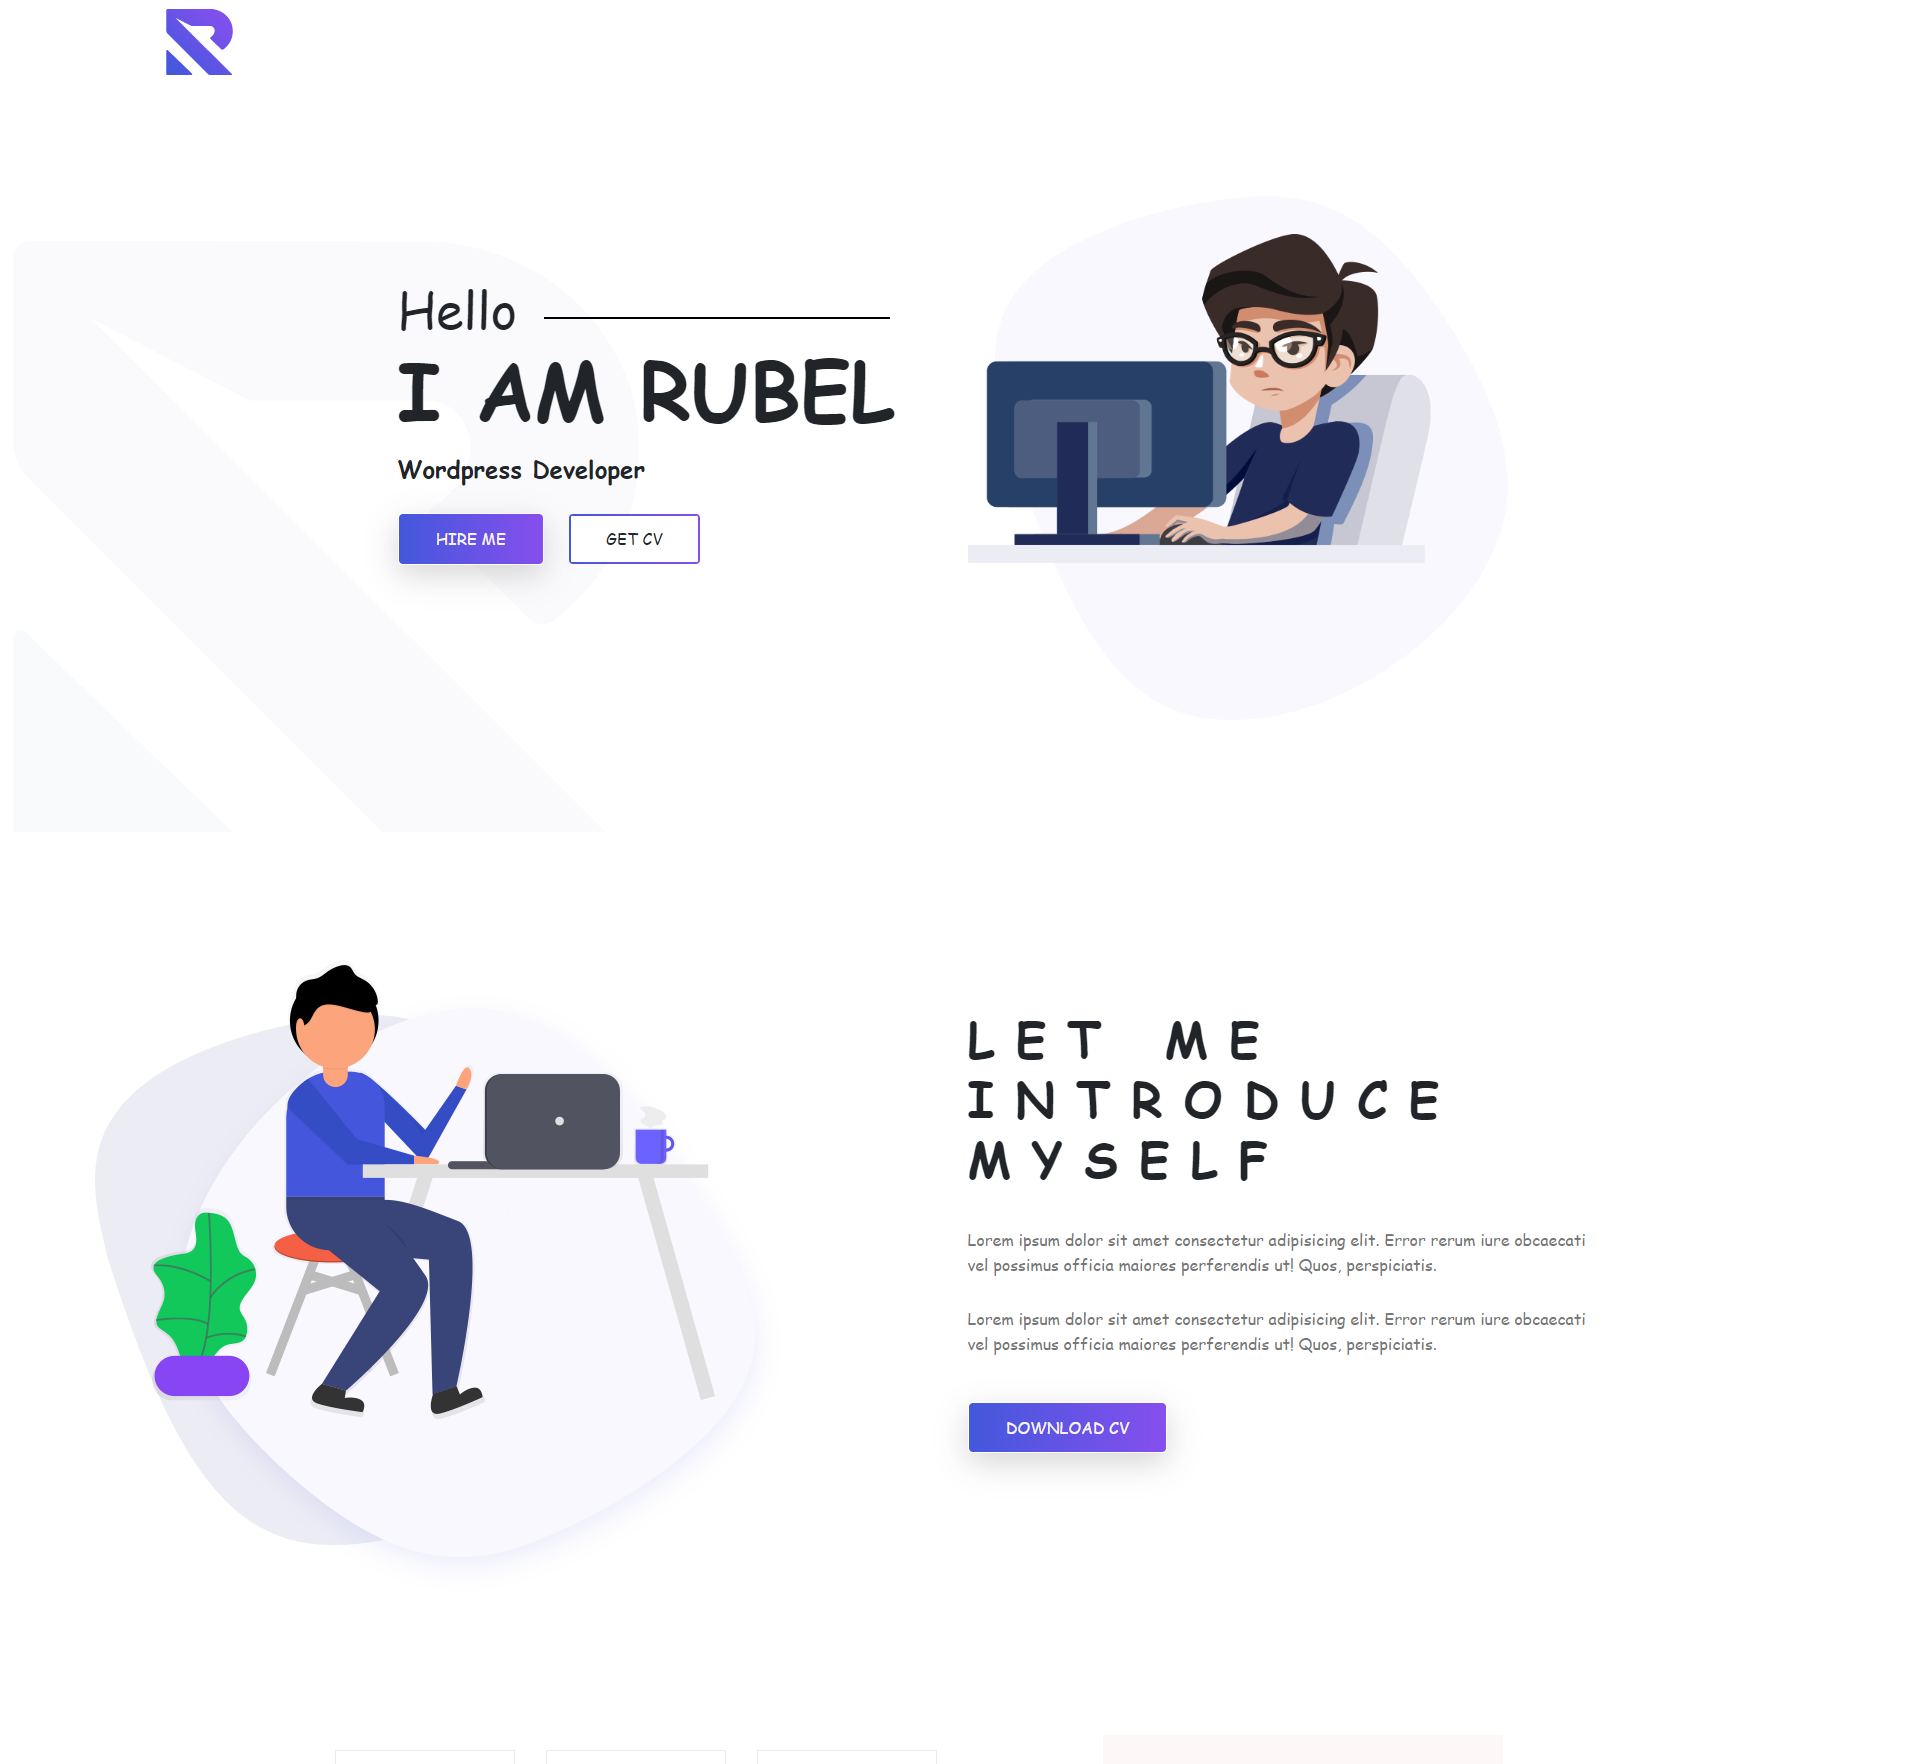 Hello
I AM RUBEL
Wordpress Developer
HIRE ME
GET CV
LET ME
INTRODUCE
MYSELF
Lorem ipsum dolor sit amet consectetur adipisicing elit. Error rerum iure obcaecati
vel possimus officia maiores perferendis ut! Quos, perspiciatis.
Lorem ipsum dolor sit amet consectetur adipisicing elit. Error rerum iure obcaecati
vel possimus officia maiores perferendis ut! Quos, perspiciatis.
DOWNLOAD CV